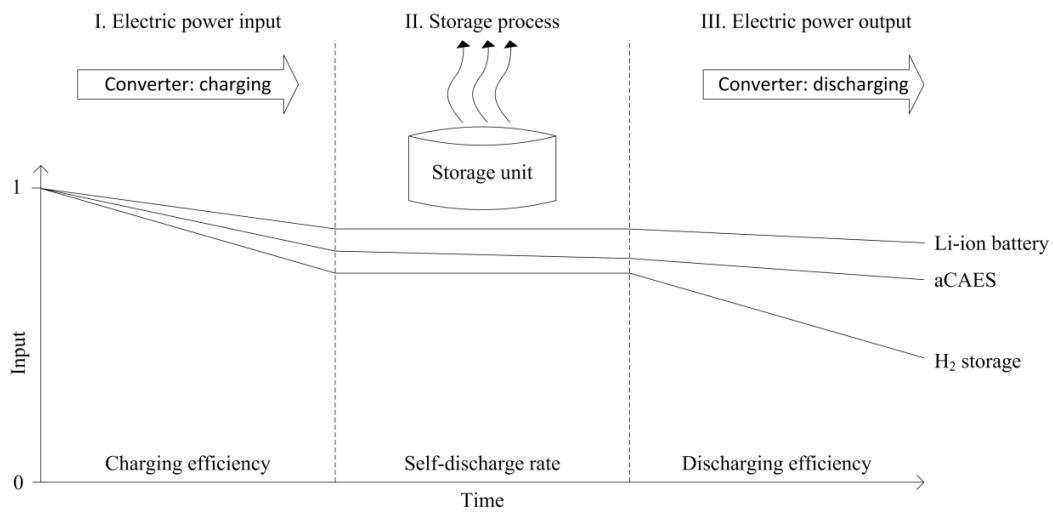 I. Electric power input
II. Storage process
III. Electric power output
Converter: charging
Converter: discharging
Storage unit
1
Li-ion battery
aCAES
H₂ storage
Input
Charging efficiency
Self-discharge rate
Discharging efficiency
0
Time